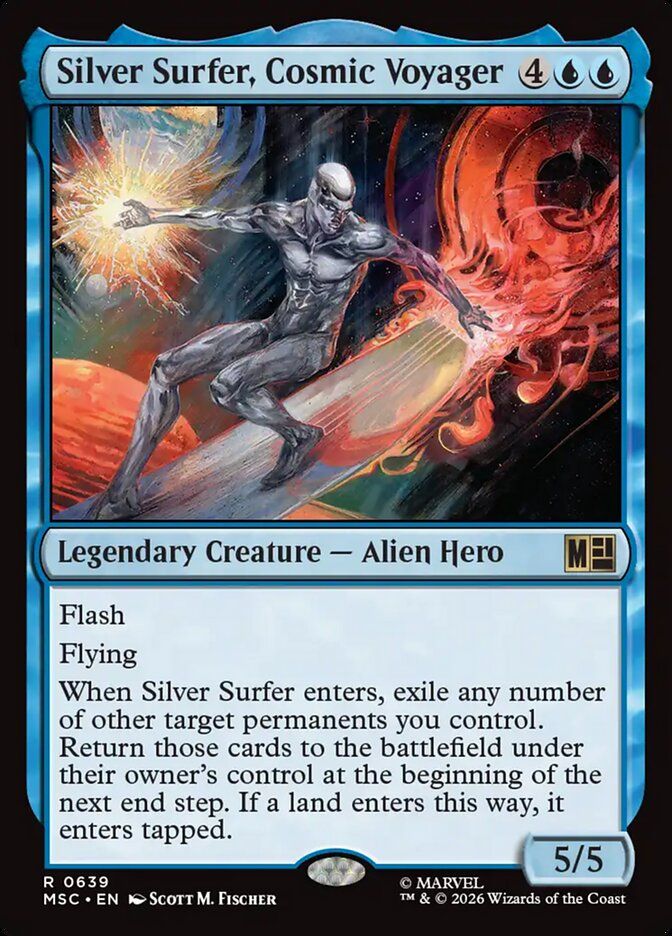 Silver Surfer, Cosmic Voyager 4
Legendary Creature — Alien Hero
Flash
Flying
When Silver Surfer enters, exile any number
of other target permanents you control.
Return those cards to the battlefield under
their owner's control at the beginning of the
next end step. If a land enters this way, it
enters tapped.
5/5
R 0639
MSC • EN Scott M. Fischer
© MARVEL
™ & © 2026 Wizards of the Coast